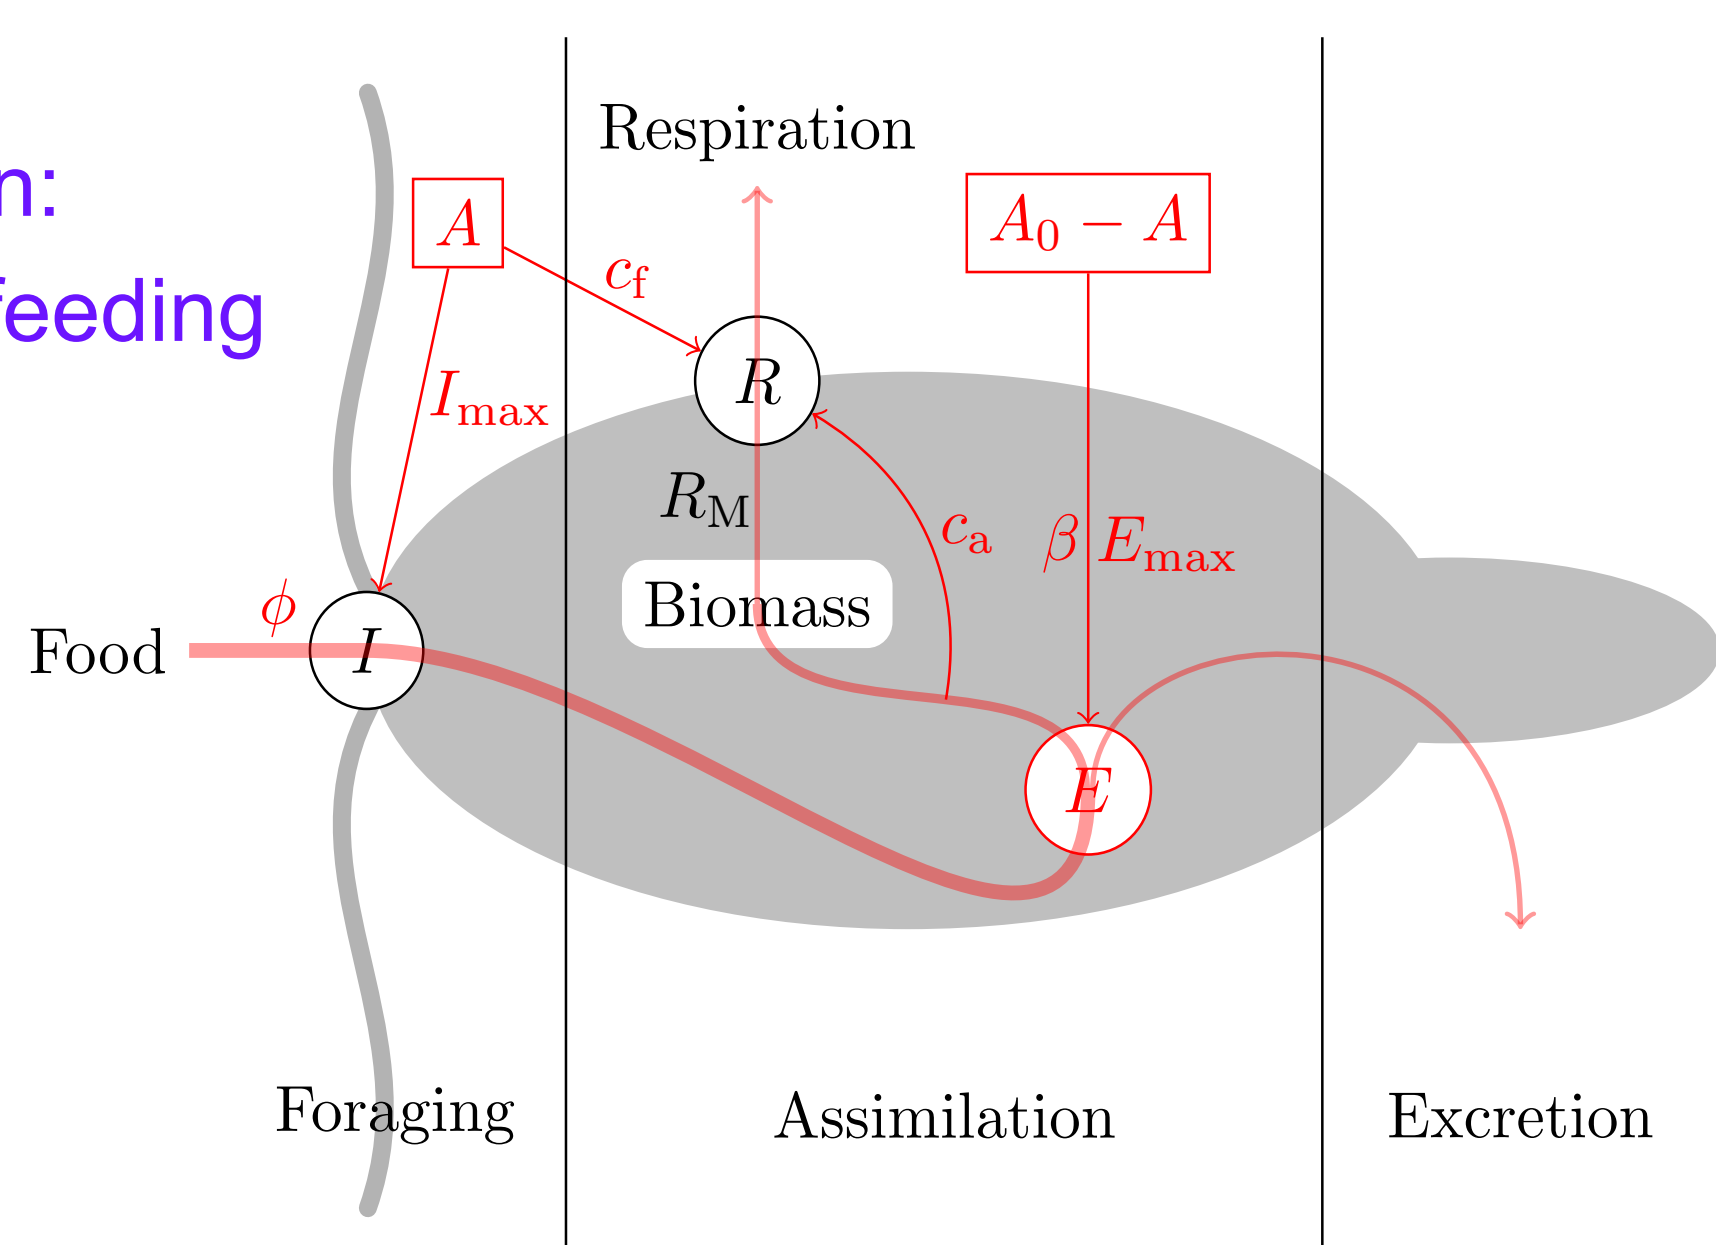 n:
feeding
Respiration
A
A₀ − A
c_f
I_max
R
R_M
c_a
β E_max
Biomass
ϕ
Food
I
E
Foraging
Assimilation
Excretion